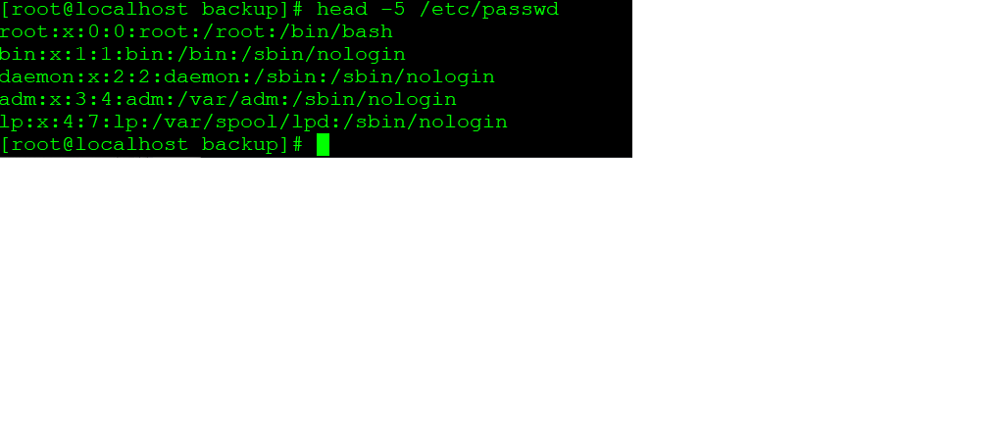 [root@localhost backup]# head -5 /etc/passwd
root:x:0:0:root:/root:/bin/bash
bin:x:1:1:bin:/bin:/sbin/nologin
daemon:x:2:2:daemon:/sbin:/sbin/nologin
adm:x:3:4:adm:/var/adm:/sbin/nologin
lp:x:4:7:lp:/var/spool/lpd:/sbin/nologin
[root@localhost backup]#